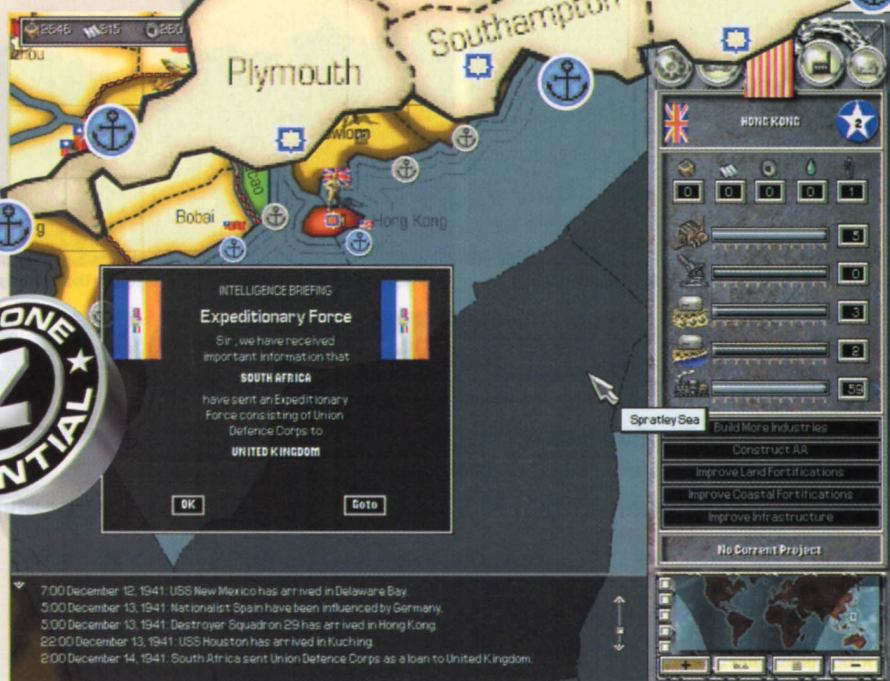 2646 915 260
Plymouth
Southampton
Bobai
Hong Kong
HONG KONG
2
0 0 0 0 1
5
0
3
2
59
INTELLIGENCE BRIEFING
Expeditionary Force
Sir, we have received
important information that
SOUTH AFRICA
have sent an Expeditionary
Force consisting of Union
Defence Corps to
UNITED KINGDOM
OK
Goto
Spratley Sea
Build More Industries
Construct AA
Improve Land Fortifications
Improve Coastal Fortifications
Improve Infrastructure
No Current Project
7:00 December 12, 1941: USS New Mexico has arrived in Delaware Bay.
5:00 December 13, 1941: Nationalist Spain have been influenced by Germany.
5:00 December 13, 1941: Destroyer Squadron 29 has arrived in Hong Kong.
22:00 December 13, 1941: USS Houston has arrived in Kuching.
2:00 December 14, 1941: South Africa sent Union Defence Corps as a loan to United Kingdom.
ONE
Z
NTIAL